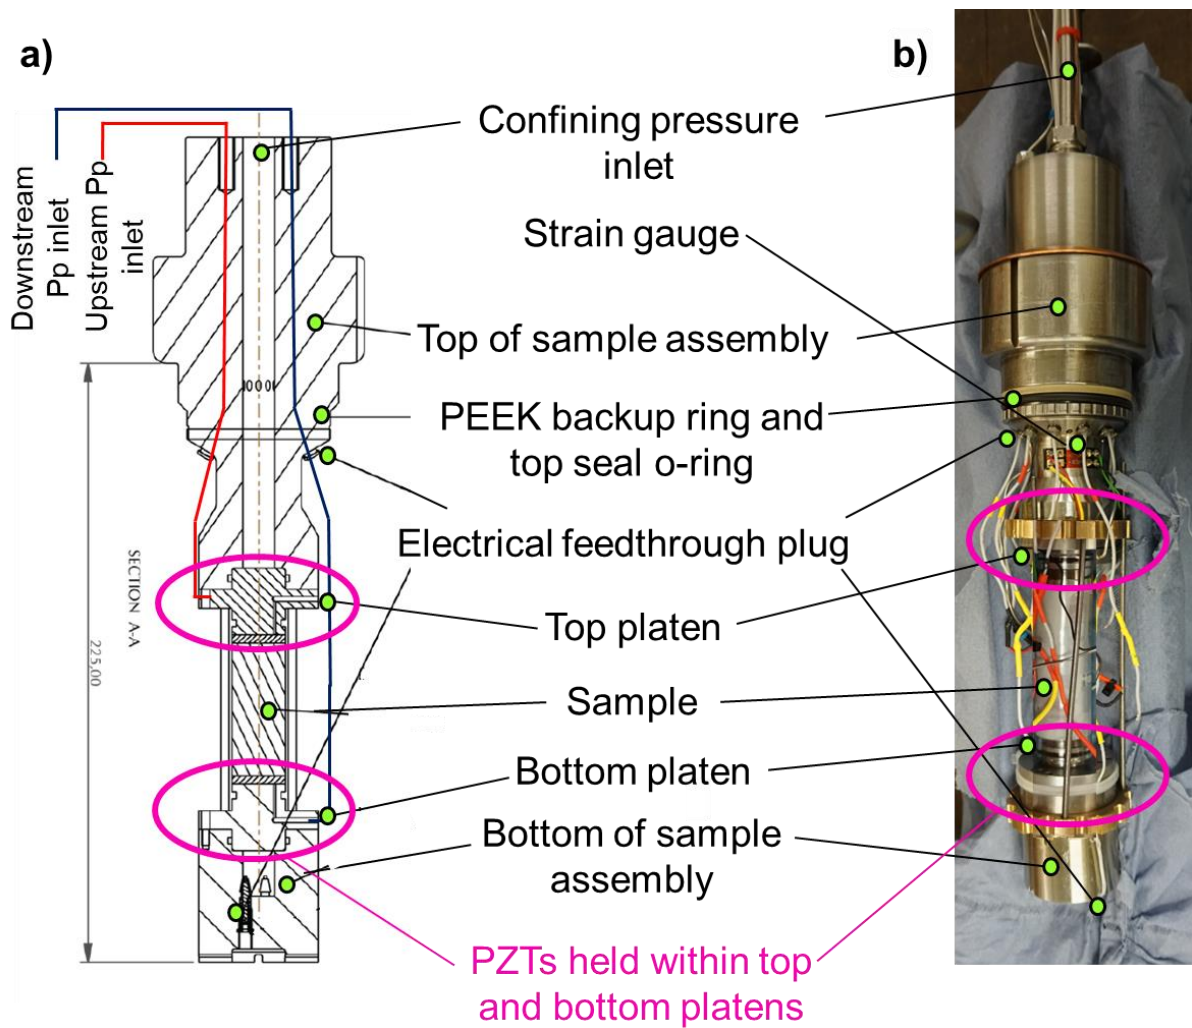 a)
b)
Downstream
Pp inlet
Upstream Pp
inlet
Confining pressure
inlet
Strain gauge
Top of sample assembly
PEEK backup ring and
top seal o-ring
Electrical feedthrough plug
SECTION A-A
225,00
Top platen
Sample
Bottom platen
Bottom of sample
assembly
PZTs held within top
and bottom platens